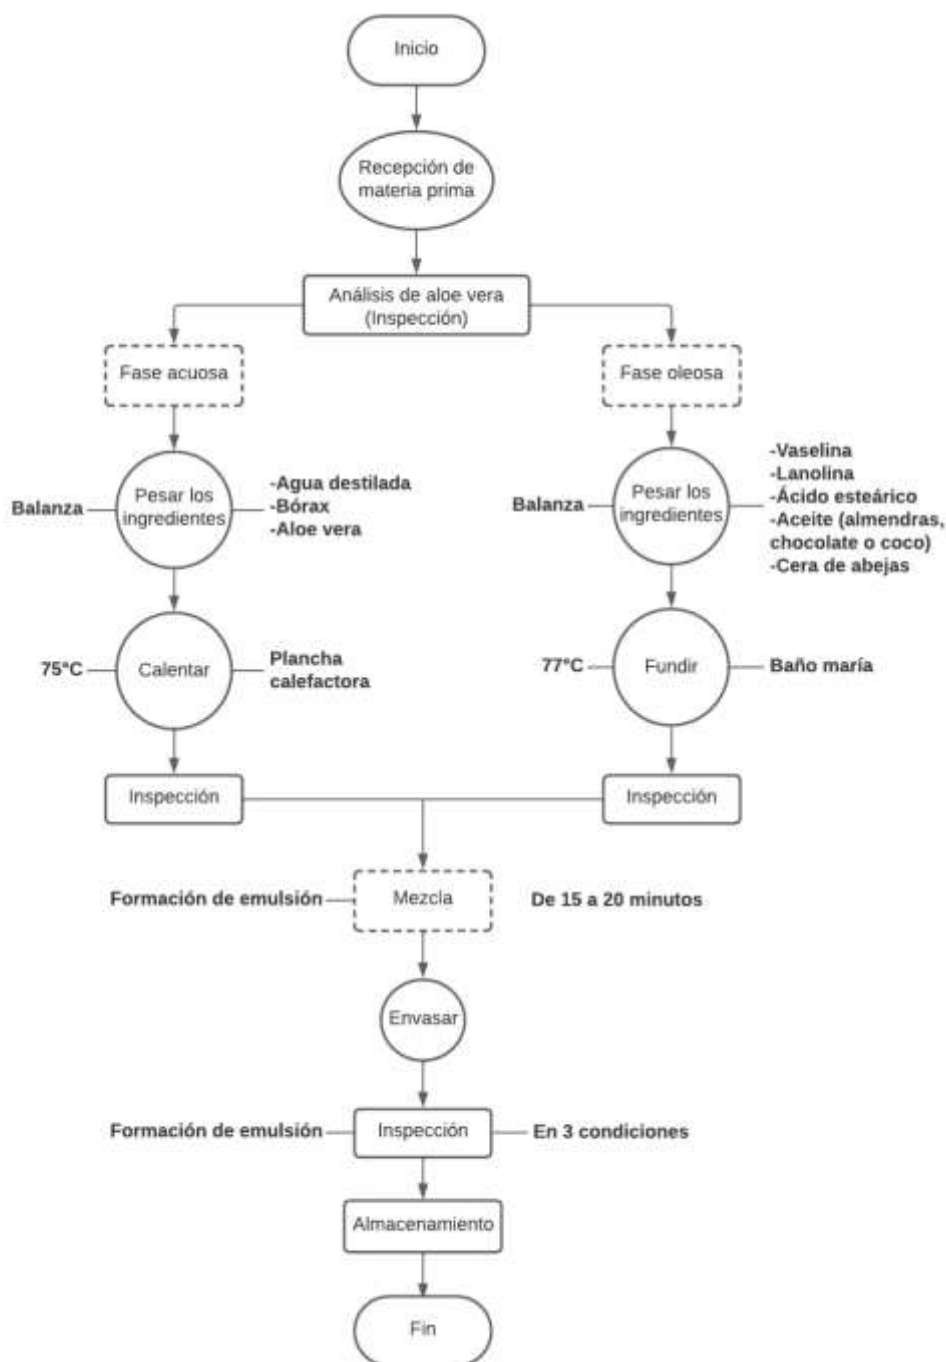 Inicio
Recepción de
materia prima
Análisis de aloe vera
(Inspección)
Fase acuosa
Fase oleosa
Balanza
Pesar los
ingredientes
-Agua destilada
-Bórax
-Aloe vera
Balanza
Pesar los
ingredientes
-Vaselina
-Lanolina
-Ácido esteárico
-Aceite (almendras,
chocolate o coco)
-Cera de abejas
75°C
Calentar
Plancha
calefactora
77°C
Fundir
Baño maría
Inspección
Inspección
Formación de emulsión
Mezcla
De 15 a 20 minutos
Envasar
Formación de emulsión
Inspección
En 3 condiciones
Almacenamiento
Fin